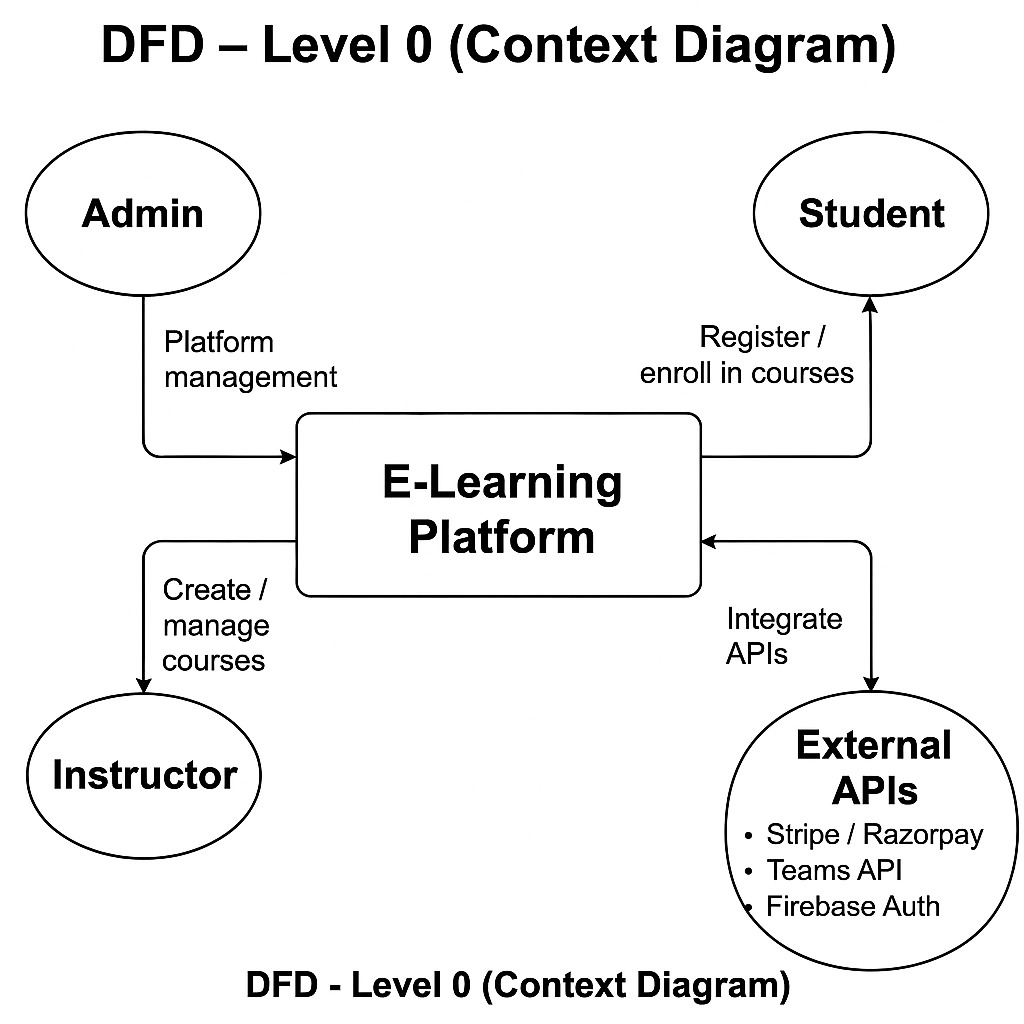 DFD – Level 0 (Context Diagram)
Admin
Student
Platform
management
Register /
enroll in courses
E-Learning
Platform
Create /
manage
courses
Integrate
APIs
Instructor
External
APIs
• Stripe / Razorpay
• Teams API
• Firebase Auth
DFD - Level 0 (Context Diagram)